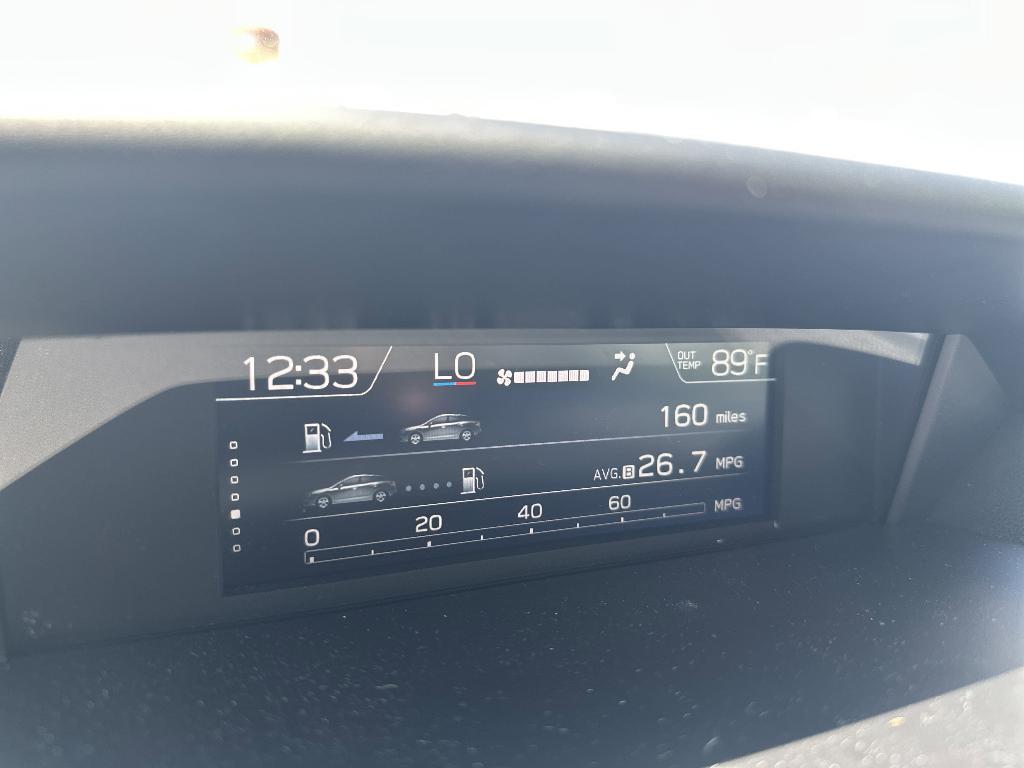 12:33 LO OUT TEMP 89°F
160 miles
AVG. B 26.7 MPG
0 20 40 60 MPG